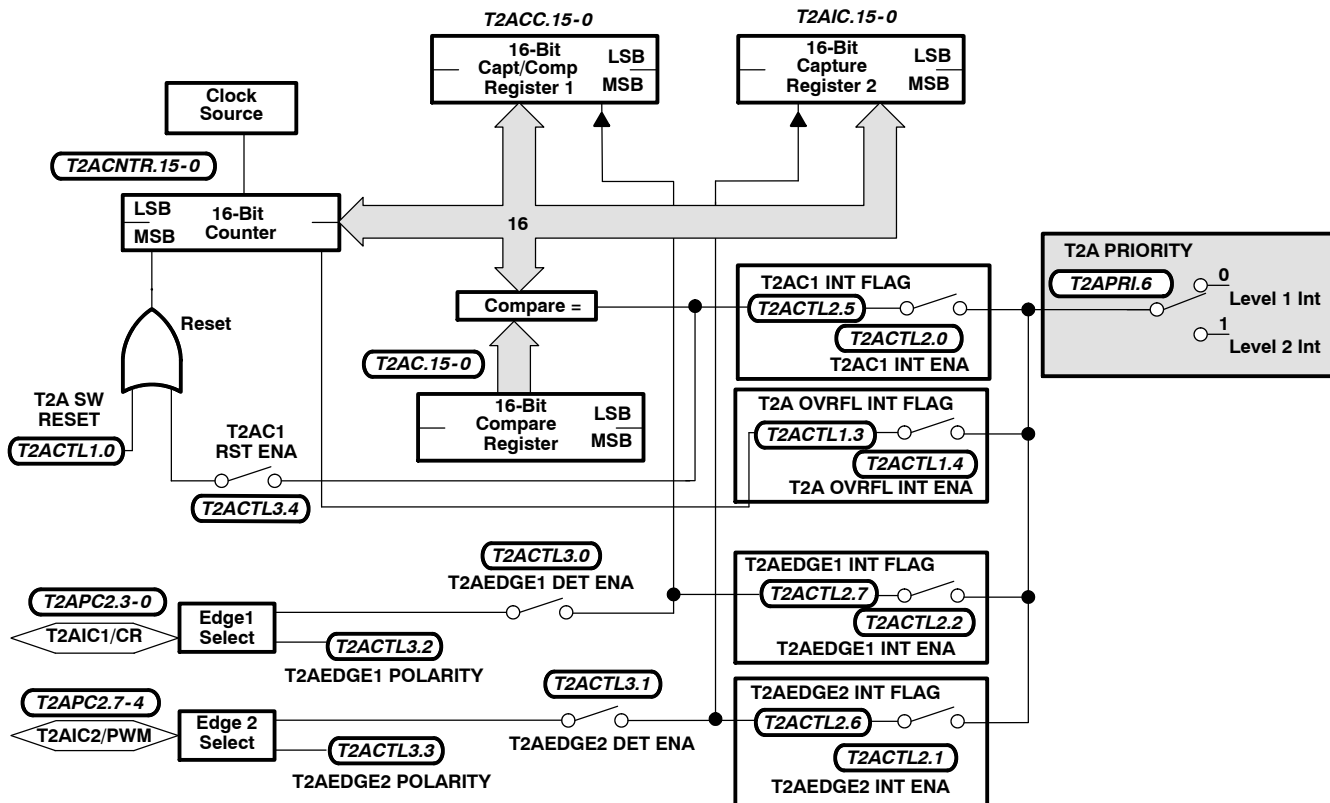 T2ACC.15-0
T2AIC.15-0
16-Bit
Capt/Comp
Register 1
LSB
MSB
16-Bit
Capture
Register 2
LSB
MSB
Clock
Source
T2ACNTR.15-0
LSB
MSB
16-Bit
Counter
16
Compare =
T2AC.15-0
16-Bit
Compare
Register
LSB
MSB
Reset
T2A SW
RESET
T2ACTL1.0
T2AC1
RST ENA
T2ACTL3.4
T2AC1 INT FLAG
T2ACTL2.5
T2ACTL2.0
T2AC1 INT ENA
T2A OVRFL INT FLAG
T2ACTL1.3
T2ACTL1.4
T2A OVRFL INT ENA
T2A PRIORITY
T2APRI.6
0
Level 1 Int
1
Level 2 Int
T2ACTL3.0
T2AEDGE1 DET ENA
T2APC2.3-0
T2AIC1/CR
Edge1
Select
T2ACTL3.2
T2AEDGE1 POLARITY
T2AEDGE1 INT FLAG
T2ACTL2.7
T2ACTL2.2
T2AEDGE1 INT ENA
T2ACTL3.1
T2AEDGE2 DET ENA
T2APC2.7-4
T2AIC2/PWM
Edge 2
Select
T2ACTL3.3
T2AEDGE2 POLARITY
T2AEDGE2 INT FLAG
T2ACTL2.6
T2ACTL2.1
T2AEDGE2 INT ENA